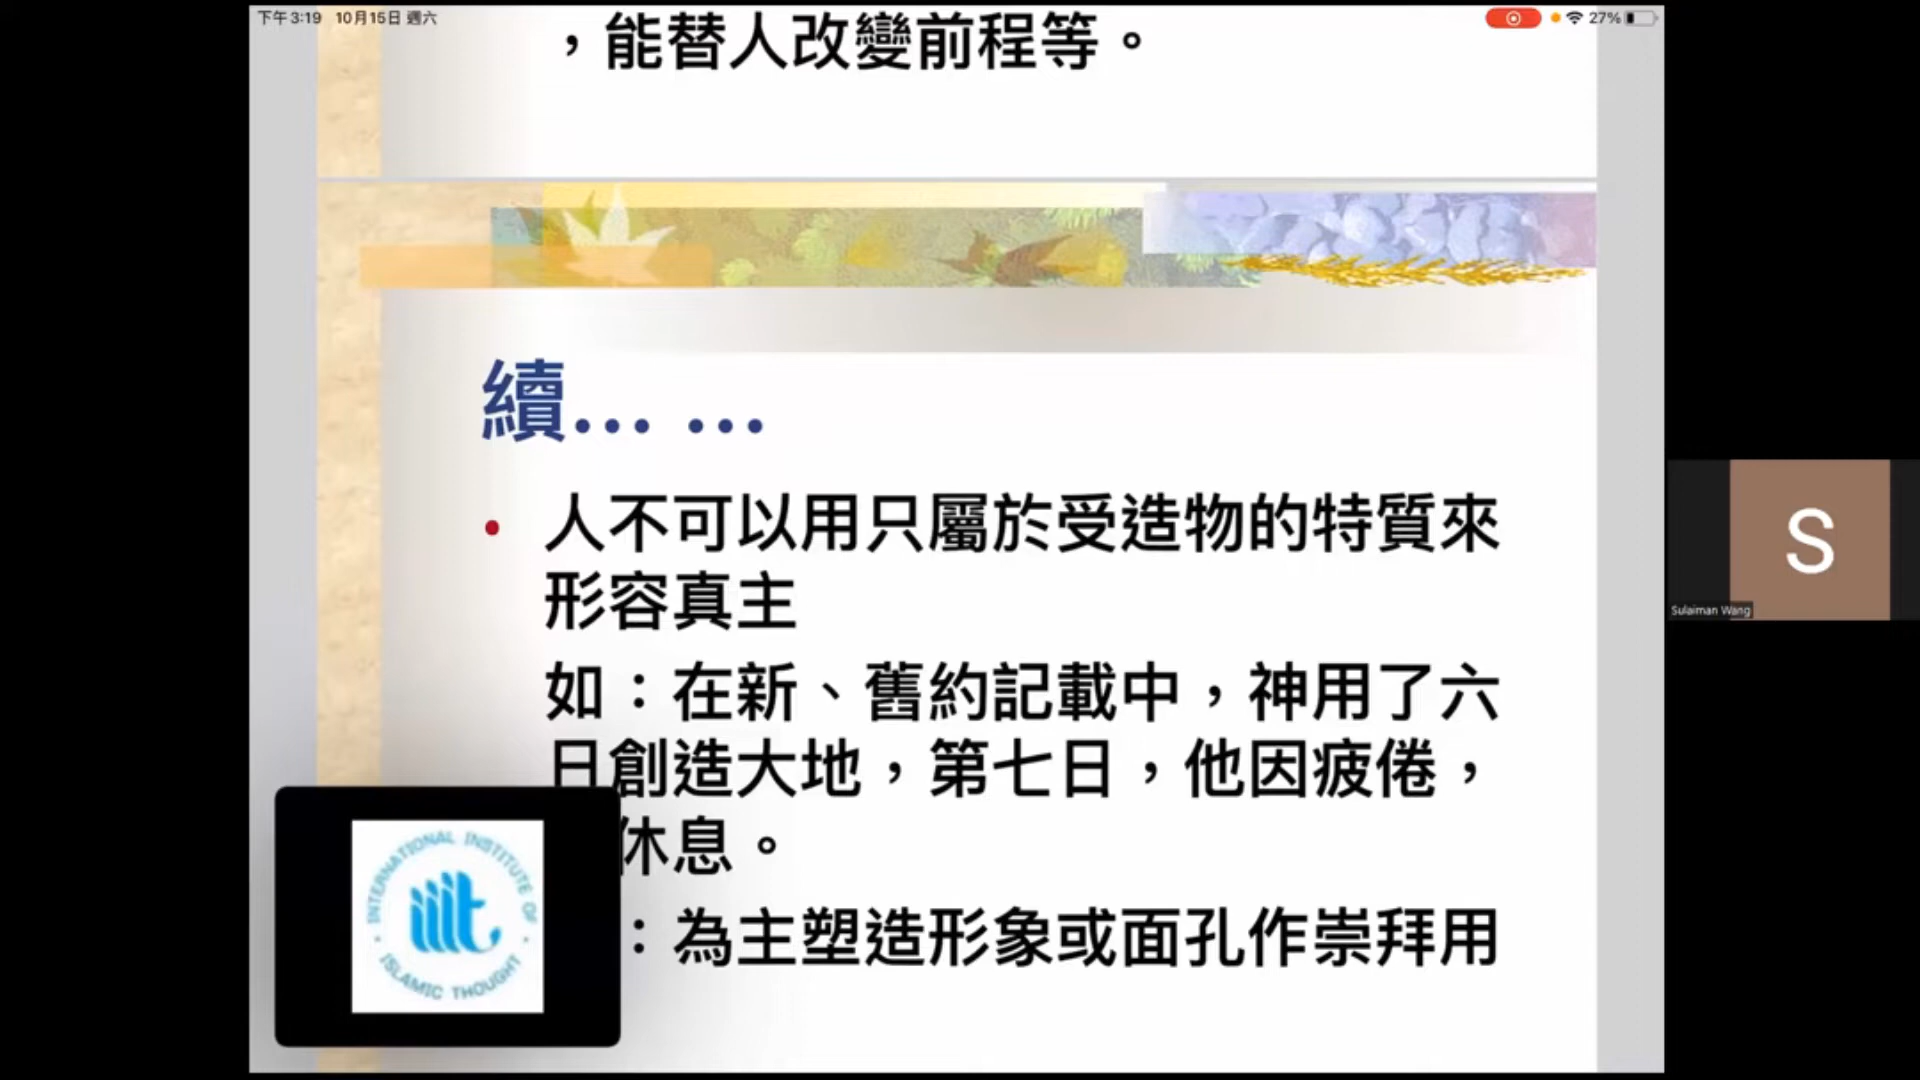 下午3:19 10月15日 週六
27%
，能替人改變前程等。
續... ...
• 人不可以用只屬於受造物的特質來
形容真主
如：在新、舊約記載中，神用了六
日創造大地，第七日，他因疲倦，
休息。
：為主塑造形象或面孔作崇拜用
INTERNATIONAL INSTITUTE OF
iiit
ISLAMIC THOUGHT
S
Sulaiman Wang